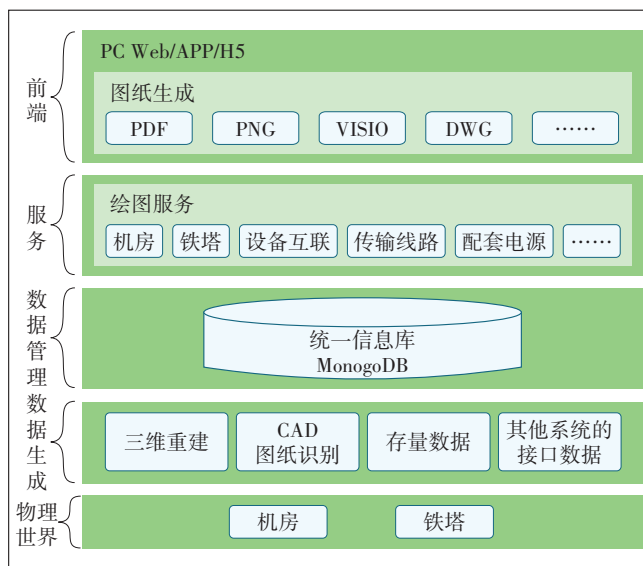 前端
PC Web/APP/H5
图纸生成
PDF PNG VISIO DWG ……
服务
绘图服务
机房 铁塔 设备互联 传输线路 配套电源 ……
数据管理
统一信息库
MonogoDB
数据生成
三维重建
CAD
图纸识别
存量数据
其他系统的
接口数据
物理
世界
机房 铁塔